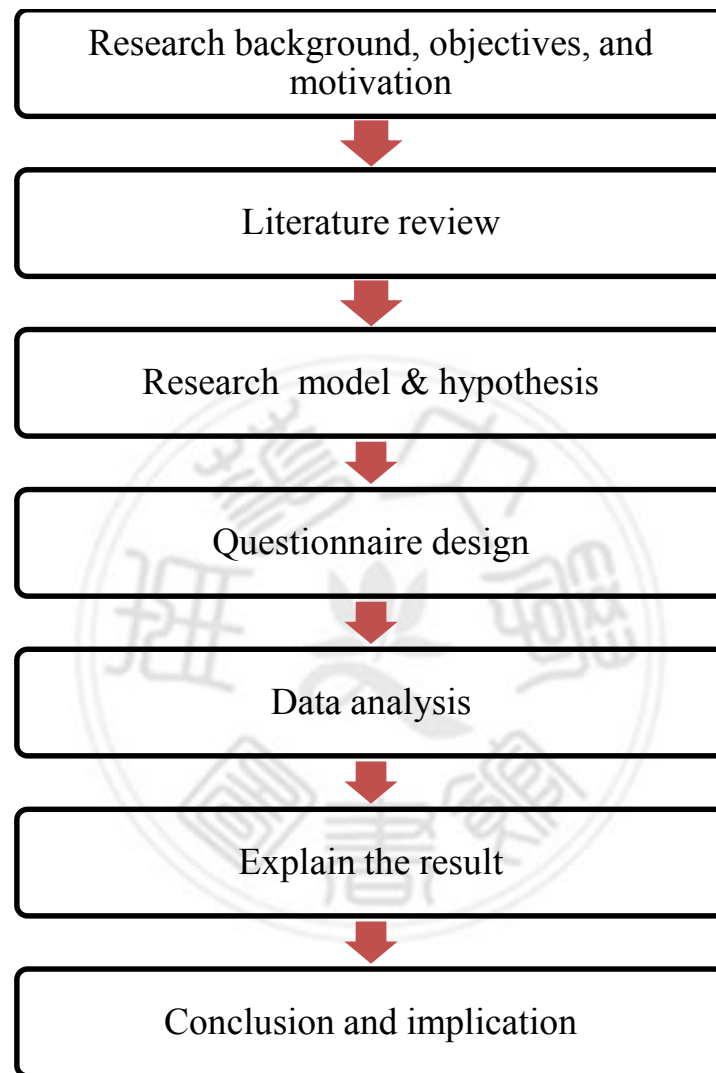 Research background, objectives, and
motivation
Literature review
Research model & hypothesis
Questionnaire design
Data analysis
Explain the result
Conclusion and implication